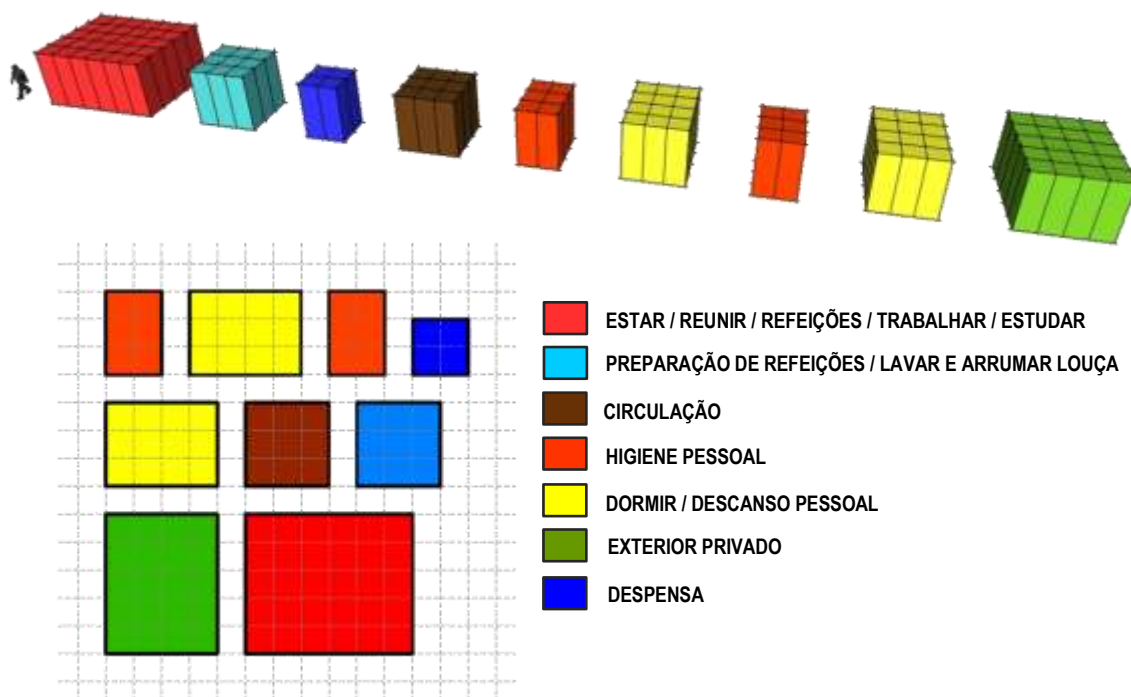 ESTAR / REUNIR / REFEIÇÕES / TRABALHAR / ESTUDAR
PREPARAÇÃO DE REFEIÇÕES / LAVAR E ARRUMAR LOUÇA
CIRCULAÇÃO
HIGIENE PESSOAL
DORMIR / DESCANSO PESSOAL
EXTERIOR PRIVADO
DESPENSA